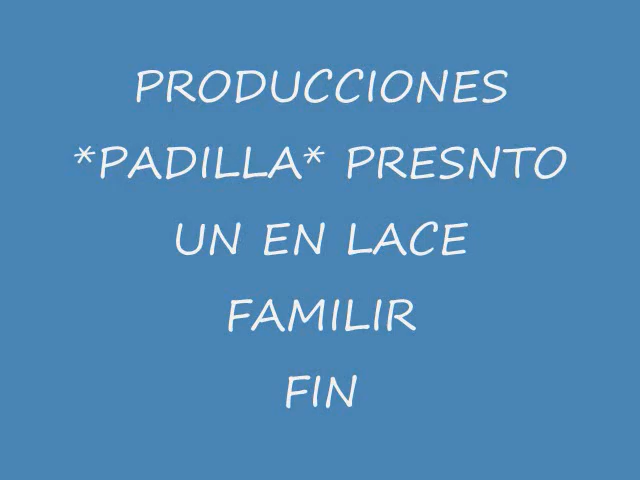 PRODUCCIONES
*PADILLA* PRESNTO
UN EN LACE
FAMILIR
FIN